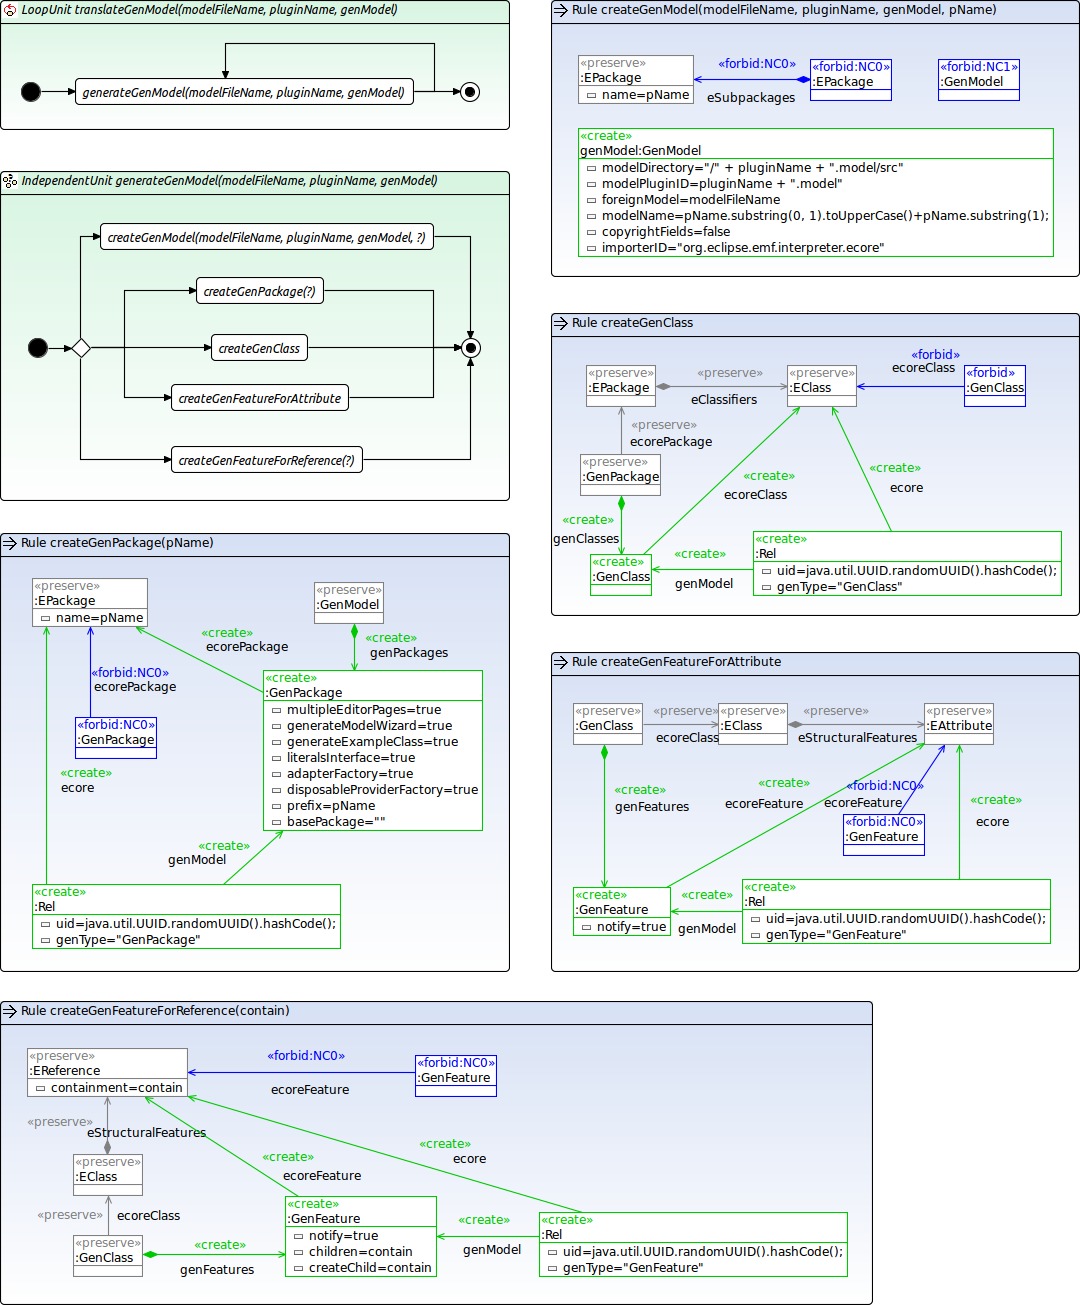 LoopUnit translateGenModel(modelFileName, pluginName, genModel)
generateGenModel(modelFileName, pluginName, genModel)
IndependentUnit generateGenModel(modelFileName, pluginName, genModel)
createGenModel(modelFileName, pluginName, genModel, ?)
createGenPackage(?)
createGenClass
createGenFeatureForAttribute
createGenFeatureForReference(?)
Rule createGenModel(modelFileName, pluginName, genModel, pName)
«preserve»
:EPackage
name=pName
«forbid:NC0»
eSubpackages
«forbid:NC0»
:EPackage
«forbid:NC1»
:GenModel
«create»
genModel:GenModel
modelDirectory="/" + pluginName + ".model/src"
modelPluginID=pluginName + ".model"
foreignModel=modelFileName
modelName=pName.substring(0, 1).toUpperCase()+pName.substring(1);
copyrightFields=false
importerID="org.eclipse.emf.interpreter.ecore"
Rule createGenClass
«preserve»
:EPackage
«preserve»
eClassifiers
«preserve»
:EClass
«forbid»
ecoreClass
«forbid»
:GenClass
«preserve»
ecorePackage
«preserve»
:GenPackage
«create»
ecoreClass
«create»
ecore
«create»
genClasses
«create»
:GenClass
«create»
genModel
«create»
:Rel
uid=java.util.UUID.randomUUID().hashCode();
genType="GenClass"
Rule createGenPackage(pName)
«preserve»
:EPackage
name=pName
«preserve»
:GenModel
«create»
ecorePackage
«create»
genPackages
«forbid:NC0»
ecorePackage
«forbid:NC0»
:GenPackage
«create»
ecore
«create»
:GenPackage
multipleEditorPages=true
generateModelWizard=true
generateExampleClass=true
literalsInterface=true
adapterFactory=true
disposableProviderFactory=true
prefix=pName
basePackage=""
«create»
genModel
«create»
:Rel
uid=java.util.UUID.randomUUID().hashCode();
genType="GenPackage"
Rule createGenFeatureForAttribute
«preserve»
:GenClass
«preserve»
ecoreClass
«preserve»
:EClass
«preserve»
eStructuralFeatures
«preserve»
:EAttribute
«create»
genFeatures
«create»
ecoreFeature
«forbid:NC0»
ecoreFeature
«forbid:NC0»
:GenFeature
«create»
ecore
«create»
:GenFeature
notify=true
«create»
genModel
«create»
:Rel
uid=java.util.UUID.randomUUID().hashCode();
genType="GenFeature"
Rule createGenFeatureForReference(contain)
«preserve»
:EReference
containment=contain
«forbid:NC0»
ecoreFeature
«forbid:NC0»
:GenFeature
«preserve»
eStructuralFeatures
«preserve»
:EClass
«create»
ecoreFeature
«create»
ecore
«preserve»
ecoreClass
«preserve»
:GenClass
«create»
genFeatures
«create»
:GenFeature
notify=true
children=contain
createChild=contain
«create»
genModel
«create»
:Rel
uid=java.util.UUID.randomUUID().hashCode();
genType="GenFeature"